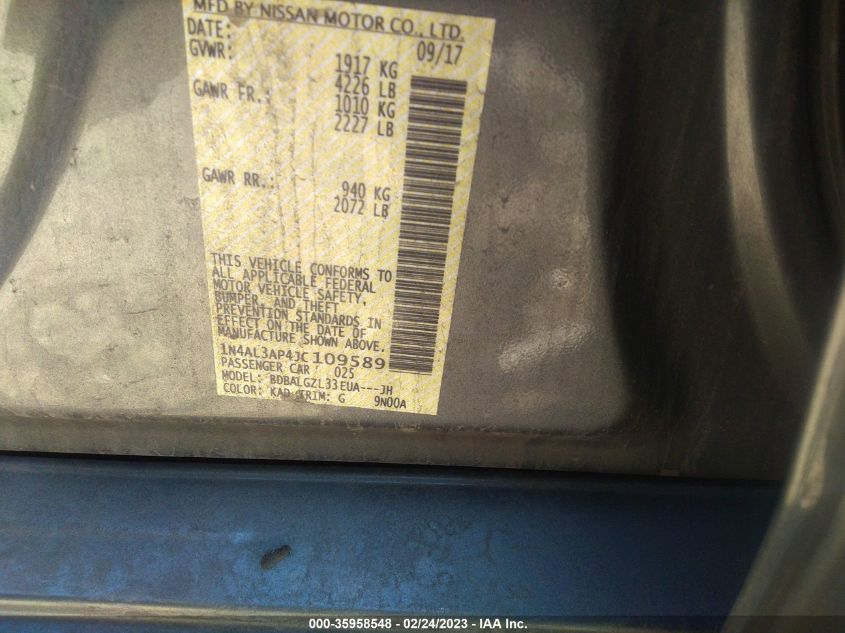 MFD BY NISSAN MOTOR CO., LTD.
DATE: 09/17
GVWR: 1917 KG
4226 LB
GAWR FR.: 1010 KG
2227 LB
GAWR RR.: 940 KG
2072 LB
THIS VEHICLE CONFORMS TO
ALL APPLICABLE FEDERAL
MOTOR VEHICLE SAFETY,
BUMPER, AND THEFT
PREVENTION STANDARDS IN
EFFECT ON THE DATE OF
MANUFACTURE SHOWN ABOVE.
1N4AL3AP4JC109589
PASSENGER CAR 025
MODEL: BDBALGZL33EUA---JH
COLOR: KAD TRIM: G 9N00A
000-35958548 - 02/24/2023 - IAA Inc.